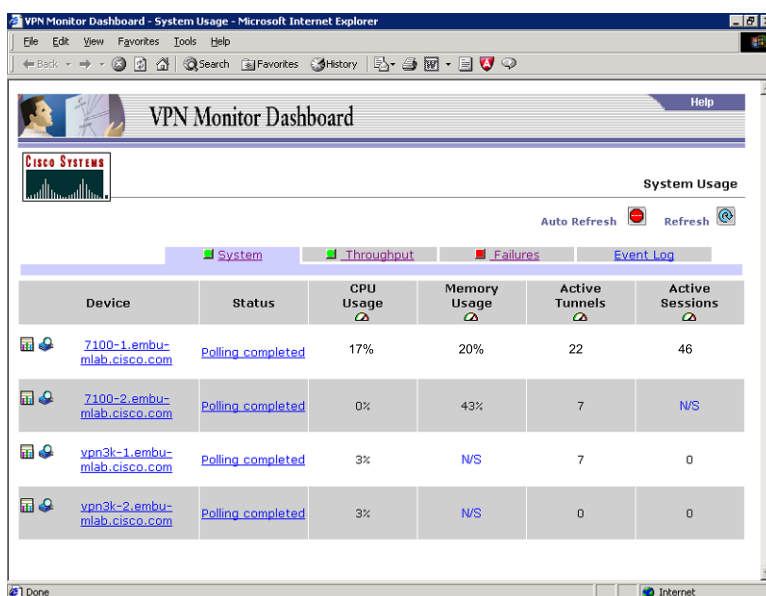 VPN Monitor Dashboard - System Usage - Microsoft Internet Explorer
File Edit View Favorites Tools Help
Back Search Favorites History
VPN Monitor Dashboard
Help
CISCO SYSTEMS
System Usage
Auto Refresh Refresh
System Throughput Failures Event Log
Device Status CPU Usage Memory Usage Active Tunnels Active Sessions
7100-1.embu-
mlab.cisco.com Polling completed 17% 20% 22 46
7100-2.embu-
mlab.cisco.com Polling completed 0% 43% 7 N/S
vpn3k-1.embu-
mlab.cisco.com Polling completed 3% N/S 7 0
vpn3k-2.embu-
mlab.cisco.com Polling completed 3% N/S 0 0
Done Internet